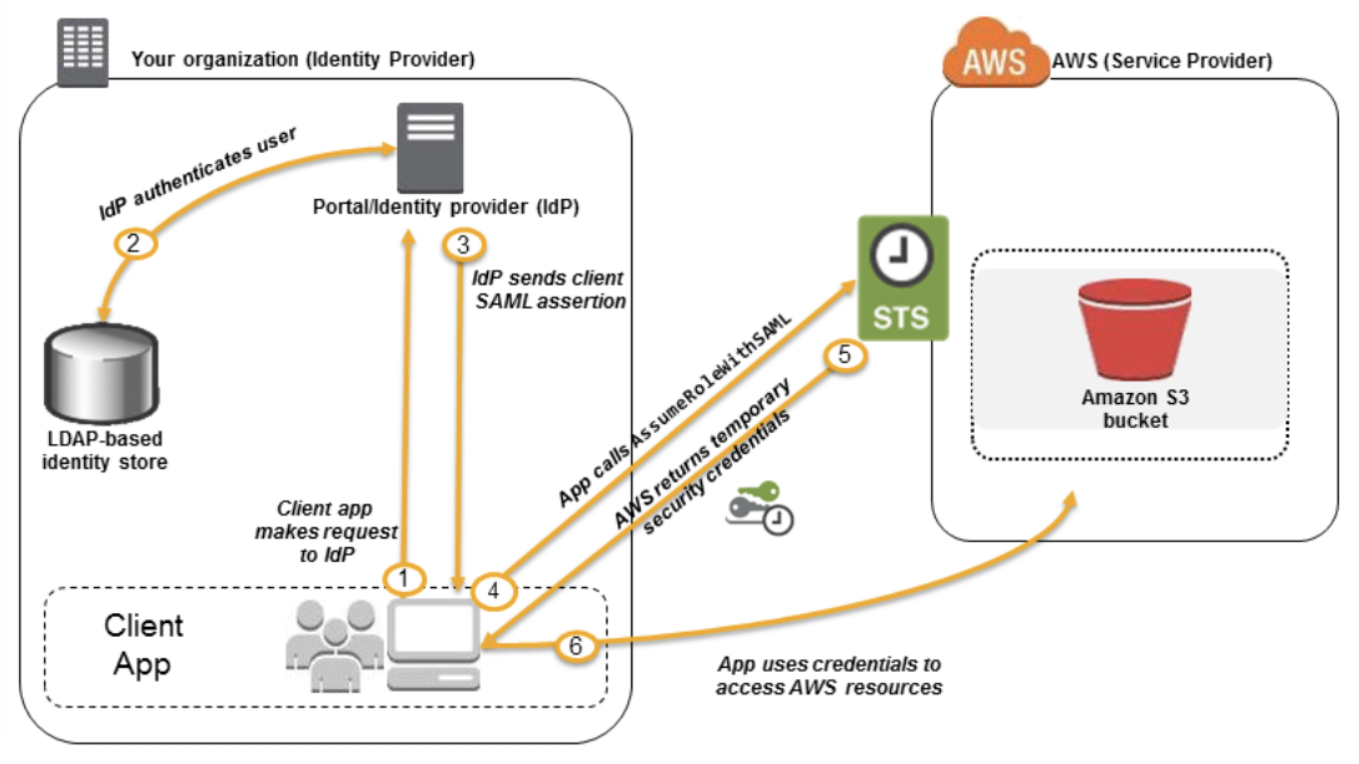 Your organization (Identity Provider)
AWS
AWS (Service Provider)
IdP authenticates user
Portal/Identity provider (IdP)
2
3
IdP sends client
SAML assertion
STS
LDAP-based
identity store
App calls AssumeRoleWithSAML
5
AWS returns temporary
security credentials
Amazon S3
bucket
Client app
makes request
to IdP
1
4
Client
App
6
App uses credentials to
access AWS resources